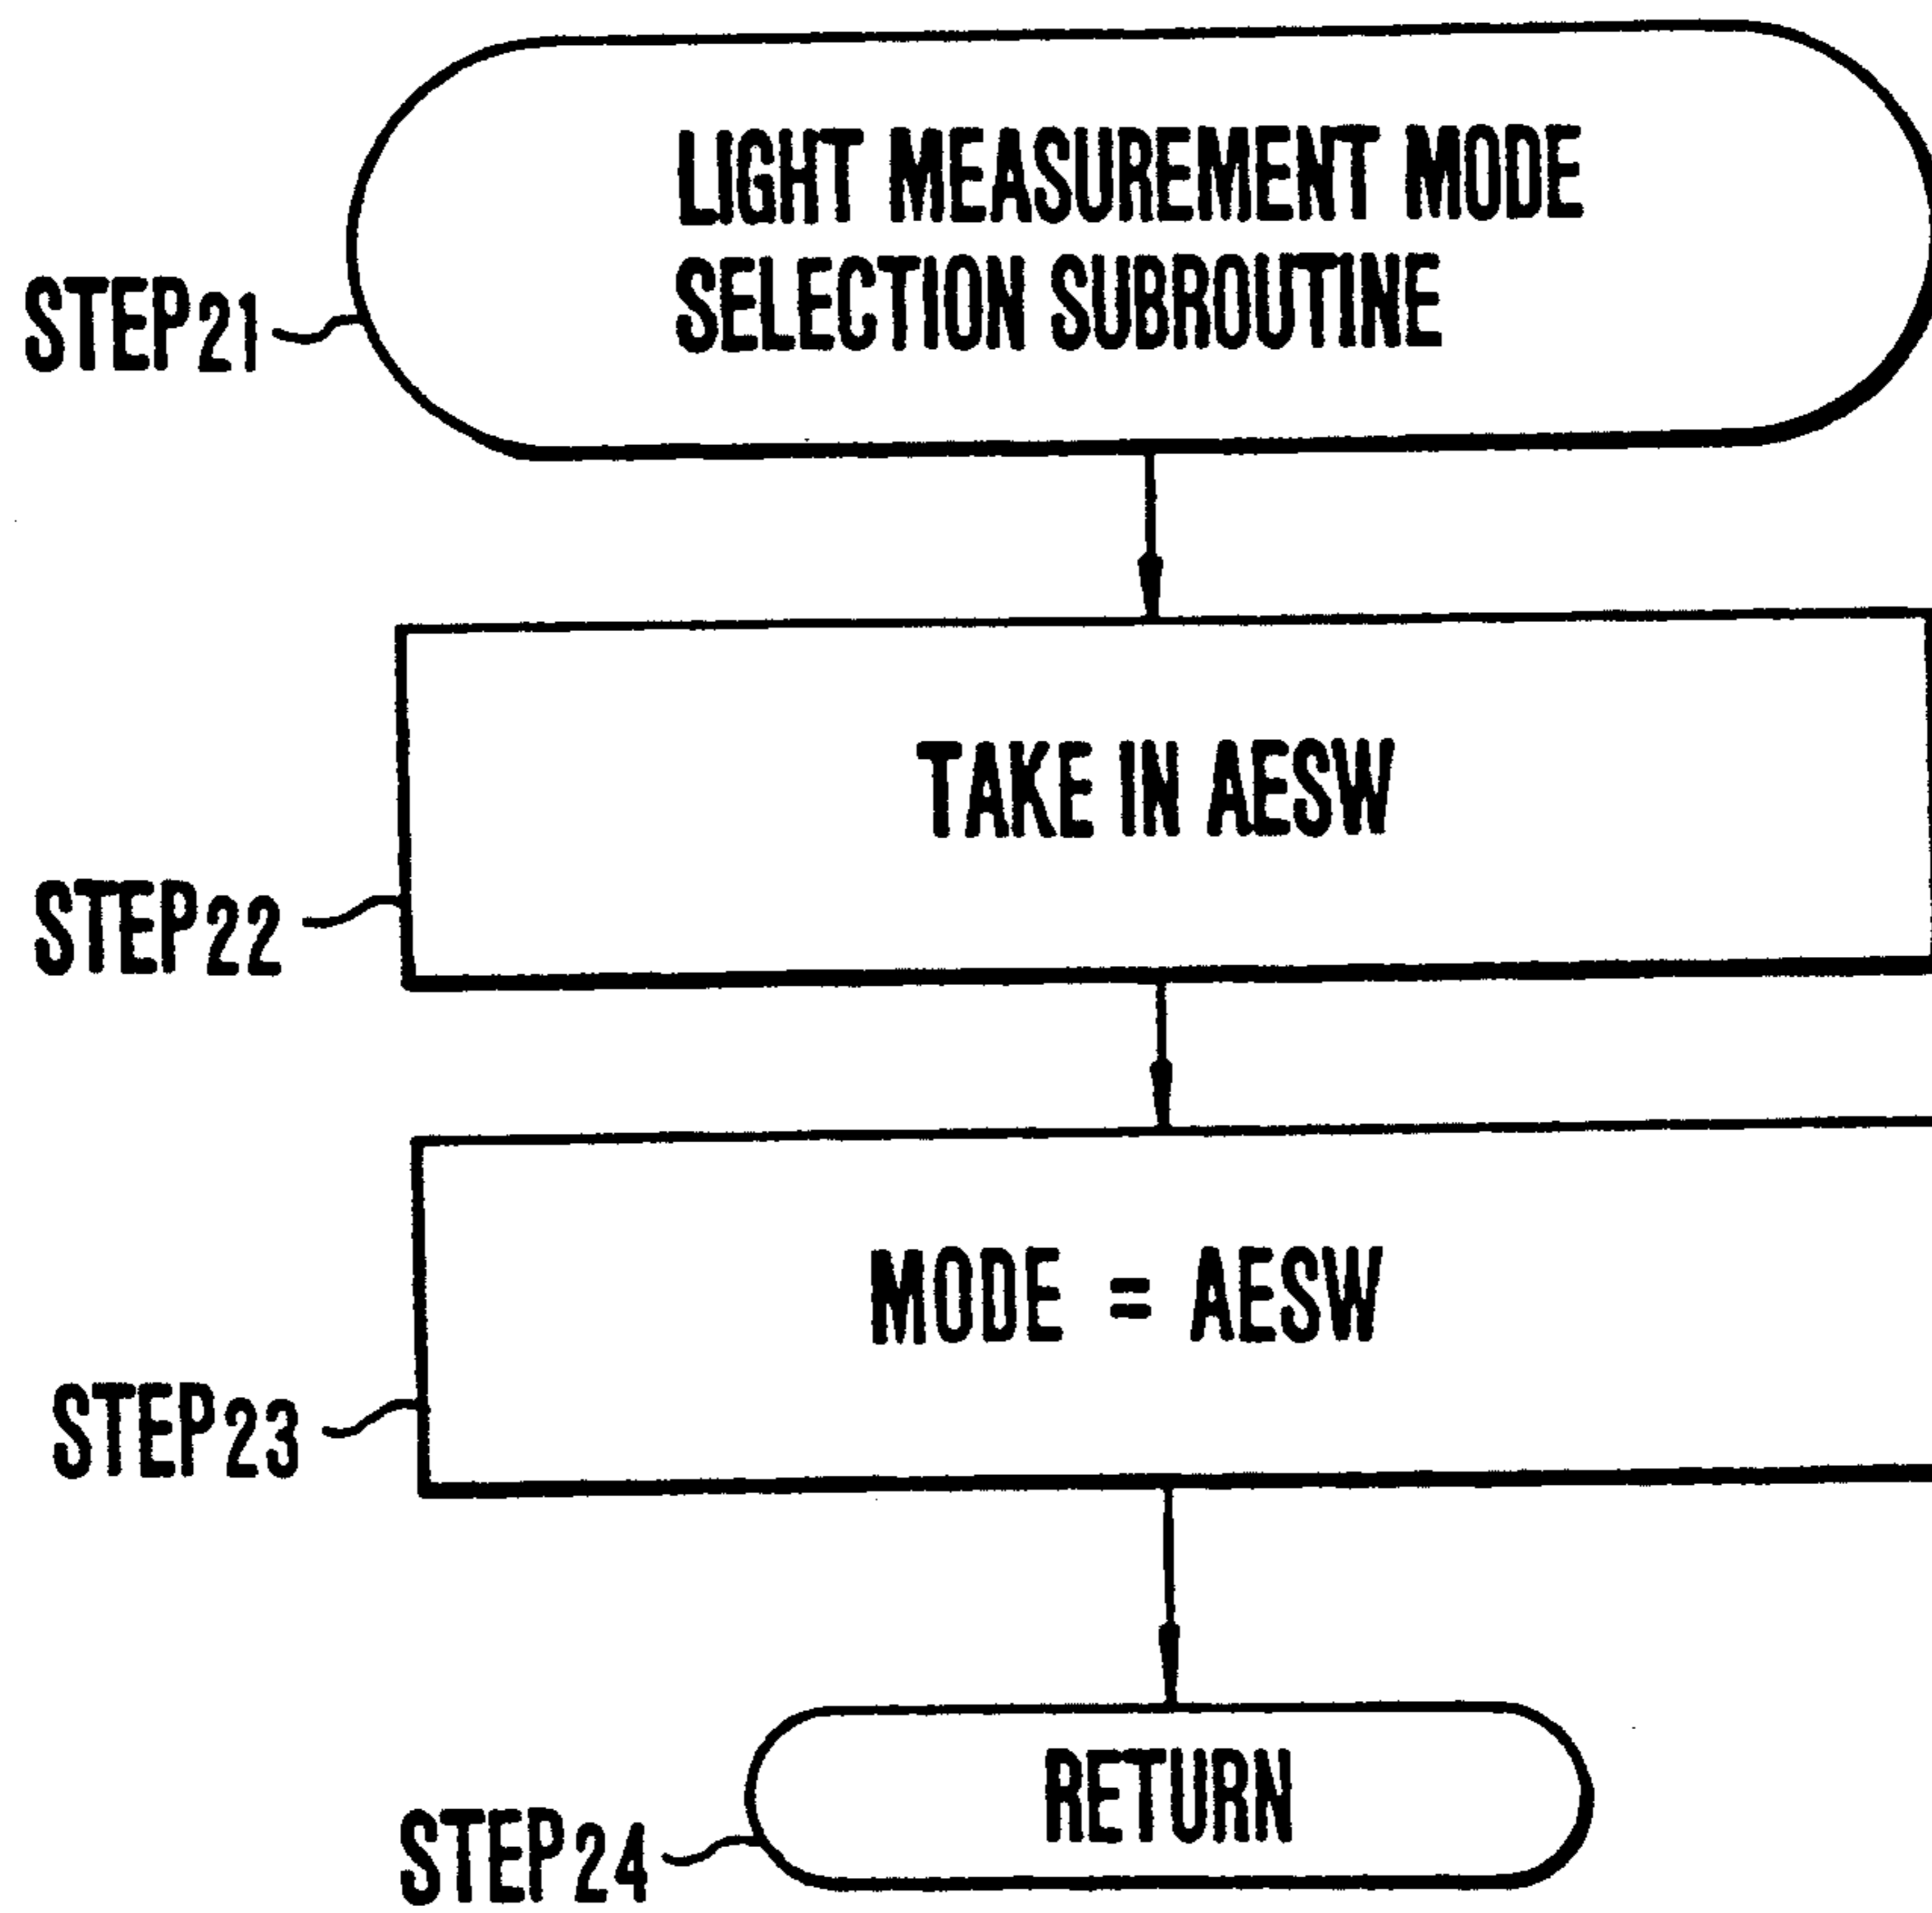 LIGHT MEASUREMENT MODE
SELECTION SUBROUTINE
STEP21
TAKE IN AESW
STEP22
MODE = AESW
STEP23
RETURN
STEP24